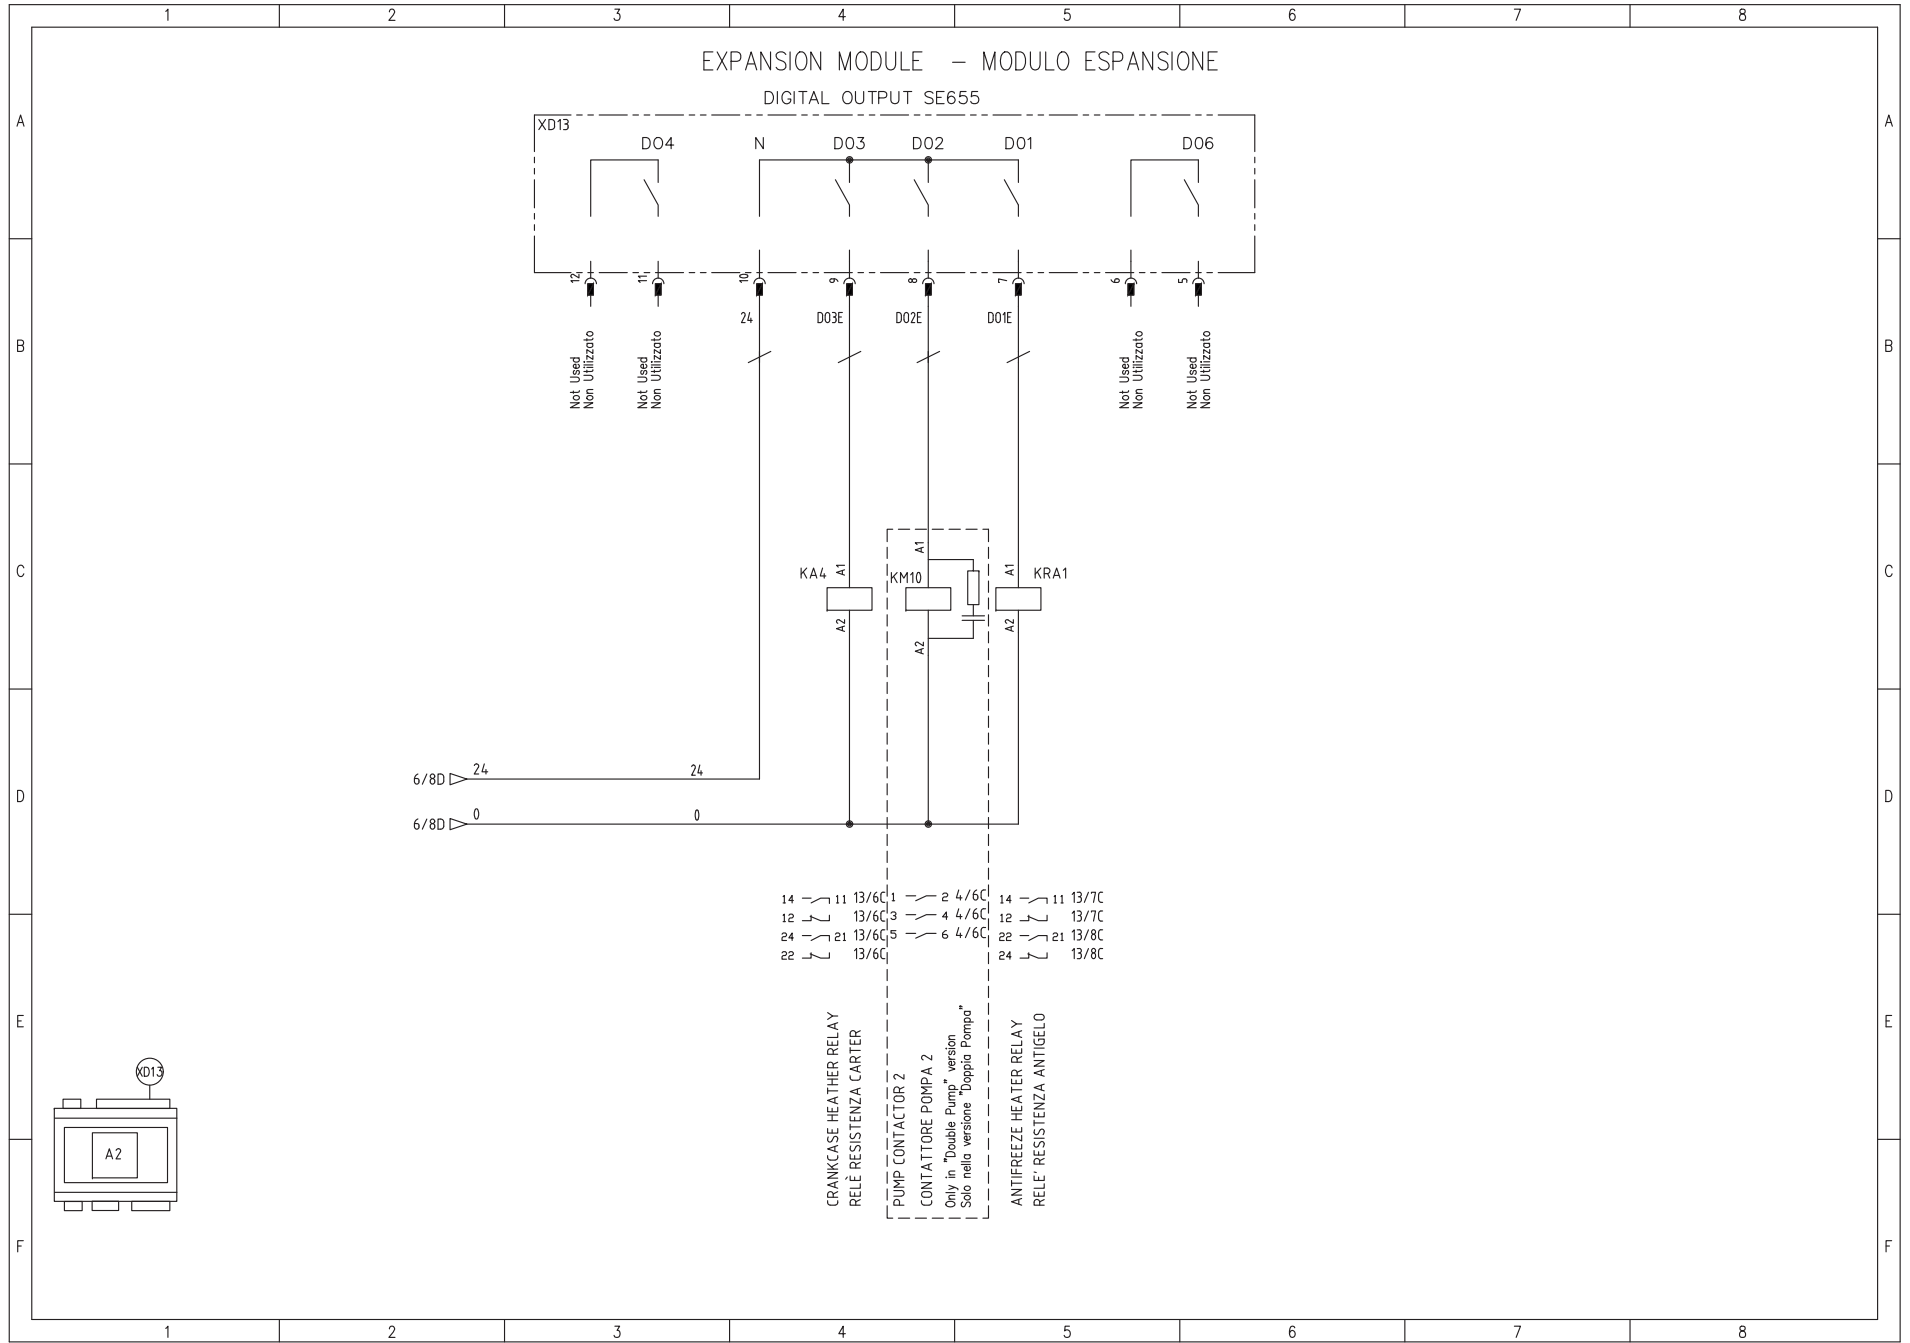 1 2 3 4 5 6 7 8
EXPANSION MODULE – MODULO ESPANSIONE
DIGITAL OUTPUT SE655
A A
XD13
DO4 N DO3 DO2 DO1 DO6
12 11 10 9 8 7 6 5
24 DO3E DO2E DO1E
B B
Not Used
Non Utilizzato
Not Used
Non Utilizzato
Not Used
Non Utilizzato
Not Used
Non Utilizzato
C C
KA4 A1 A2
KM10 A1 A2
KRA1 A1 A2
D D
6/8D 24 24
6/8D 0 0
14 11 13/6C 1 2 4/6C 14 11 13/7C
12 13/6C 3 4 4/6C 12 13/7C
24 21 13/6C 5 6 4/6C 22 21 13/8C
22 13/6C 24 13/8C
E E
CRANKCASE HEATHER RELAY
RELÈ RESISTENZA CARTER
PUMP CONTACTOR 2
CONTATTORE POMPA 2
Only in "Double Pump" version
Solo nella versione "Doppia Pompa"
ANTIFREEZE HEATER RELAY
RELE' RESISTENZA ANTIGELO
XD13
A2
F F
1 2 3 4 5 6 7 8